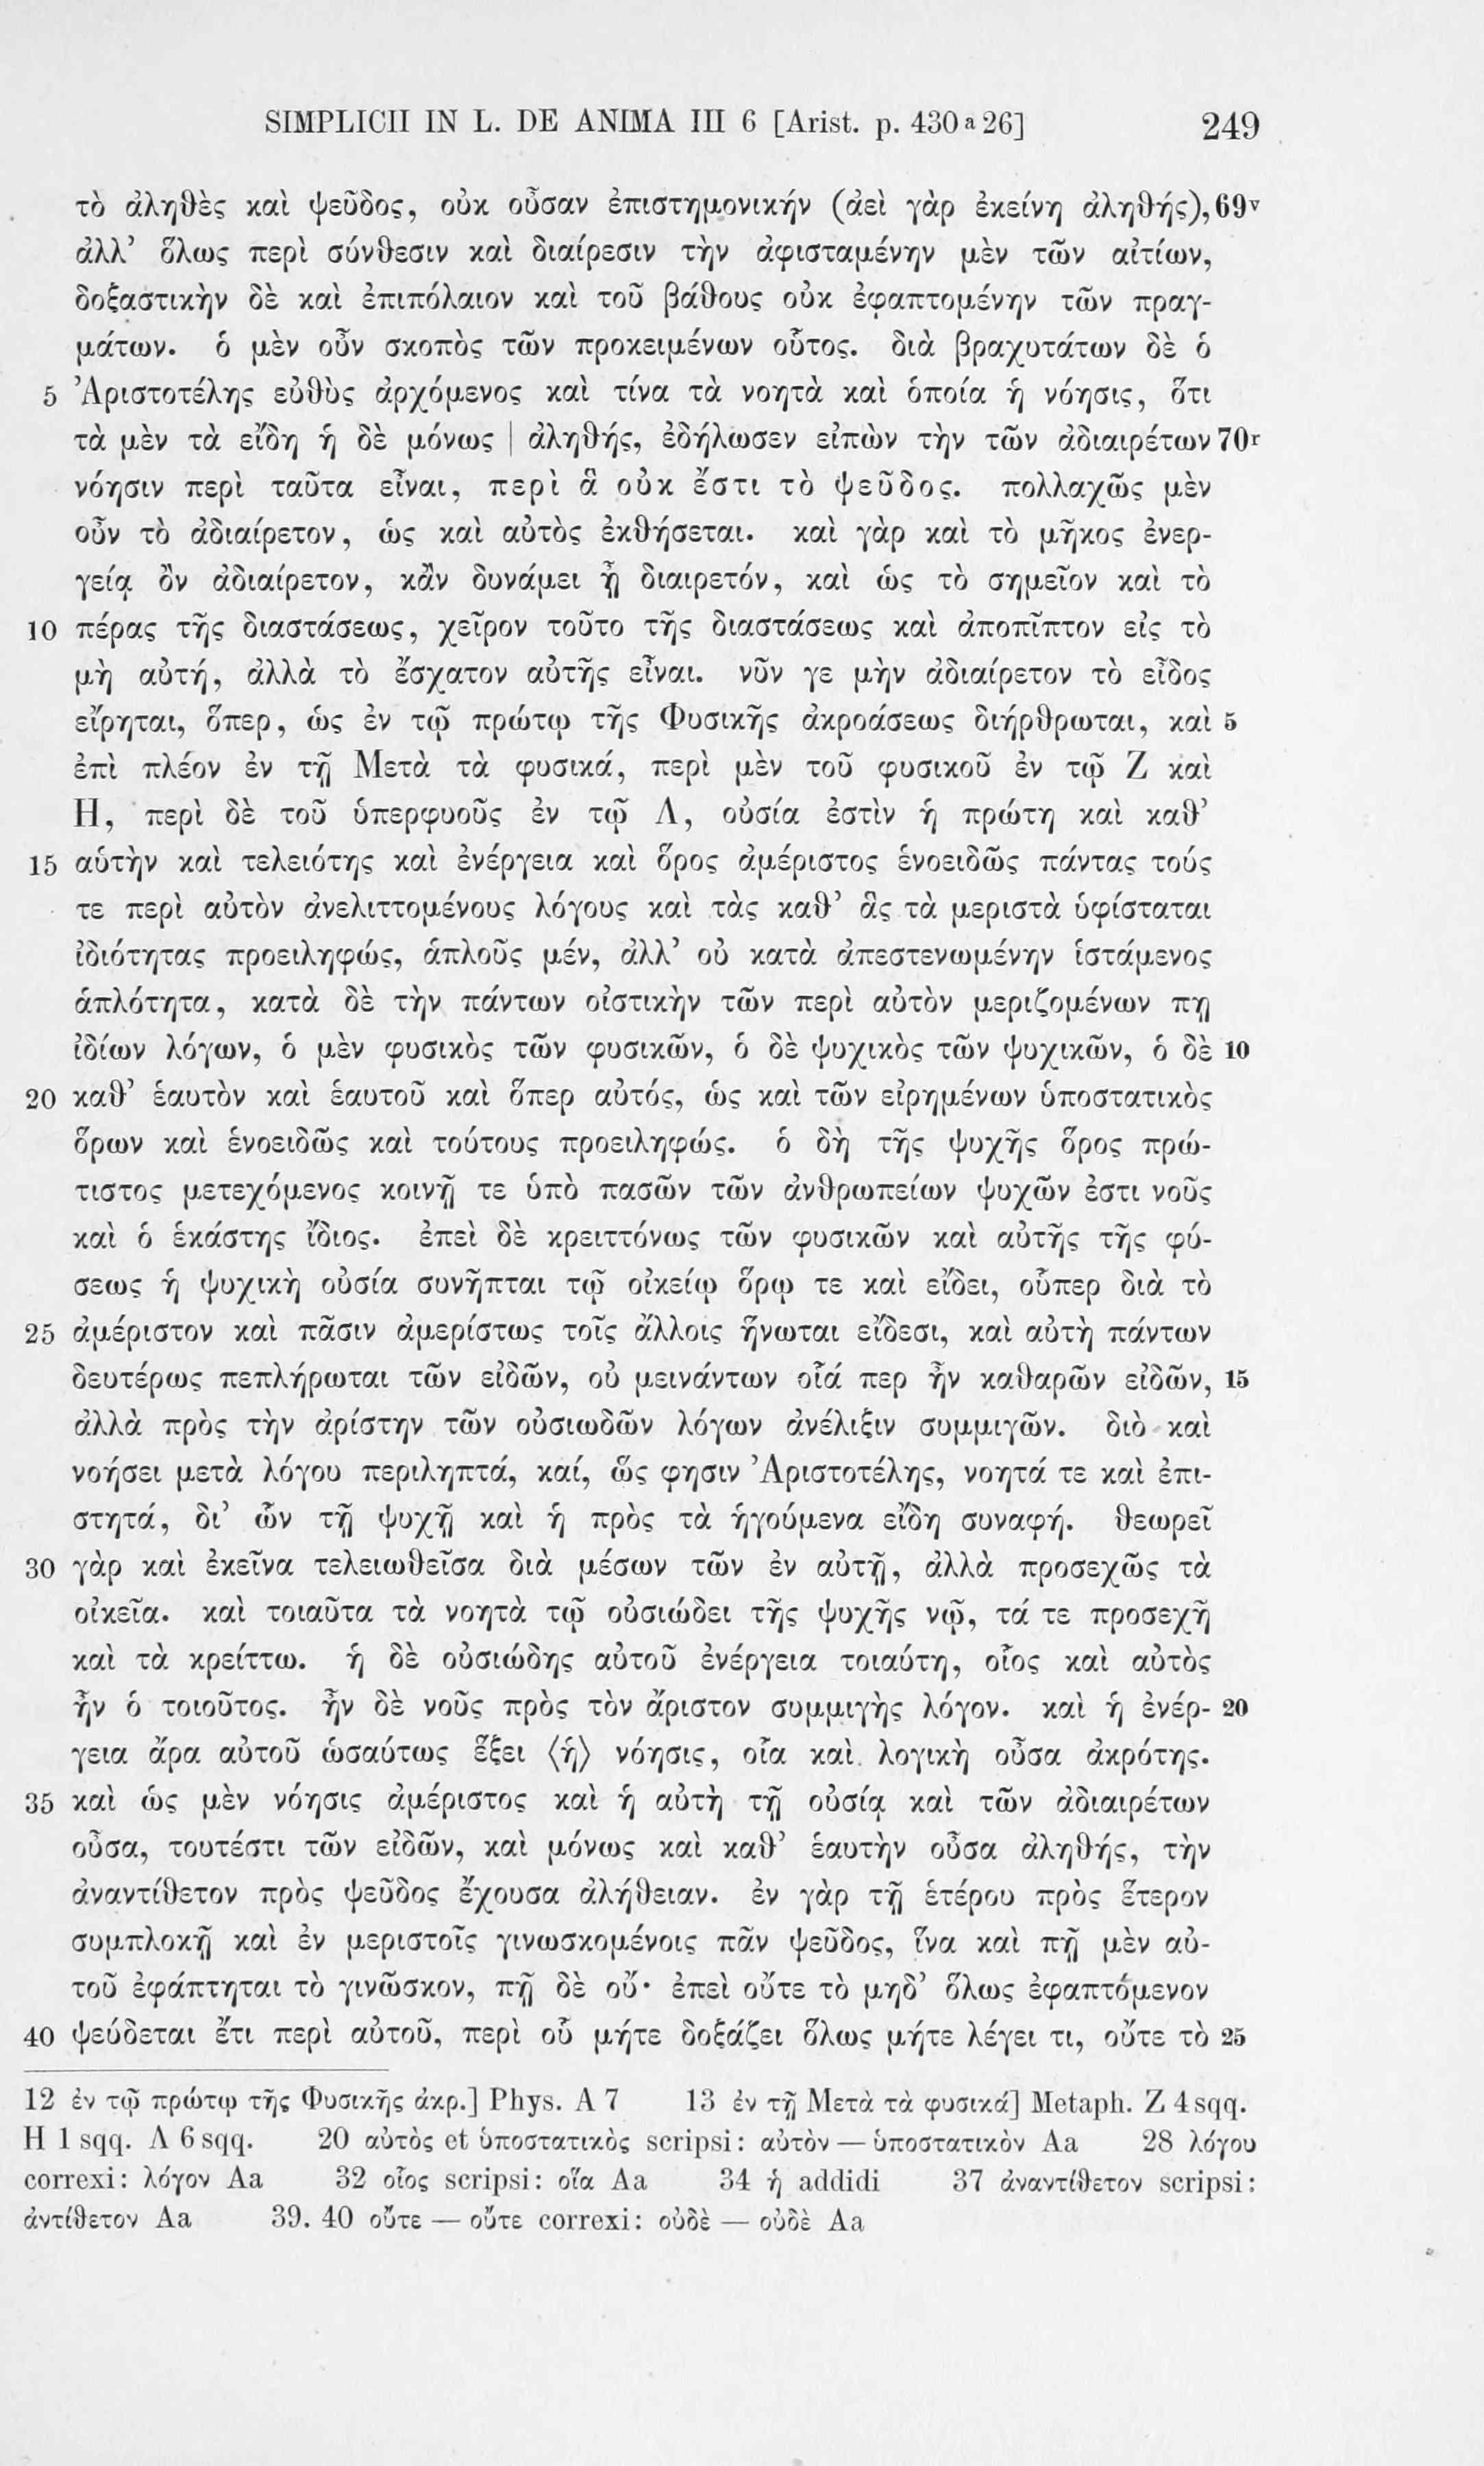 SIMPLICII IN L. DE ANIMA III 6 [Arist. p. 430 a 26] 249
τὸ ἀληθὲς καὶ ψεῦδος, οὐκ οὖσαν ἐπιστημονικήν (ἀεὶ γὰρ ἐκείνη ἀληθής), 69v
ἀλλ’ ὅλως περὶ σύνθεσιν καὶ διαίρεσιν τὴν ἀφισταμένην μὲν τῶν αἰτίων,
δοξαστικὴν δὲ καὶ ἐπιπόλαιον καὶ τοῦ βάθους οὐκ ἐφαπτομένην τῶν πραγ-
μάτων. ὁ μὲν οὖν σκοπὸς τῶν προκειμένων οὗτος. διὰ βραχυτάτων δὲ ὁ
5 Ἀριστοτέλης εὐθὺς ἀρχόμενος καὶ τίνα τὰ νοητὰ καὶ ὁποία ἡ νόησις, ὅτι
τὰ μὲν τὰ εἴδη ἡ δὲ μόνως | ἀληθής, ἐδήλωσεν εἰπὼν τὴν τῶν ἀδιαιρέτων 70r
νόησιν περὶ ταῦτα εἶναι, περὶ ἃ οὐκ ἔστι τὸ ψεῦδος. πολλαχῶς μὲν
οὖν τὸ ἀδιαίρετον, ὡς καὶ αὐτὸς ἐκθήσεται. καὶ γὰρ καὶ τὸ μῆκος ἐνερ-
γείᾳ ὂν ἀδιαίρετον, κἂν δυνάμει ᾖ διαιρετόν, καὶ ὡς τὸ σημεῖον καὶ τὸ
10 πέρας τῆς διαστάσεως, χεῖρον τοῦτο τῆς διαστάσεως καὶ ἀποπῖπτον εἰς τὸ
μὴ αὐτή, ἀλλὰ τὸ ἔσχατον αὐτῆς εἶναι. νῦν γε μὴν ἀδιαίρετον τὸ εἶδος
εἴρηται, ὅπερ, ὡς ἐν τῷ πρώτῳ τῆς Φυσικῆς ἀκροάσεως διήρθρωται, καὶ 5
ἐπὶ πλέον ἐν τῇ Μετὰ τὰ φυσικά, περὶ μὲν τοῦ φυσικοῦ ἐν τῷ Ζ καὶ
Η, περὶ δὲ τοῦ ὑπερφυοῦς ἐν τῷ Λ, οὐσία ἐστὶν ἡ πρώτη καὶ καθ’
15 αὑτὴν καὶ τελειότης καὶ ἐνέργεια καὶ ὅρος ἀμέριστος ἑνοειδῶς πάντας τούς
τε περὶ αὐτὸν ἀνελιττομένους λόγους καὶ τὰς καθ’ ἃς τὰ μεριστὰ ὑφίσταται
ἰδιότητας προειληφώς, ἁπλοῦς μέν, ἀλλ’ οὐ κατὰ ἀπεστενωμένην ἱστάμενος
ἁπλότητα, κατὰ δὲ τὴν πάντων οἰστικὴν τῶν περὶ αὐτὸν μεριζομένων πῃ
ἰδίων λόγων, ὁ μὲν φυσικὸς τῶν φυσικῶν, ὁ δὲ ψυχικὸς τῶν ψυχικῶν, ὁ δὲ 10
20 καθ’ ἑαυτὸν καὶ ἑαυτοῦ καὶ ὅπερ αὐτός, ὡς καὶ τῶν εἰρημένων ὑποστατικὸς
ὅρων καὶ ἑνοειδῶς καὶ τούτους προειληφώς. ὁ δὴ τῆς ψυχῆς ὅρος πρώ-
τιστος μετεχόμενος κοινῇ τε ὑπὸ πασῶν τῶν ἀνθρωπείων ψυχῶν ἐστι νοῦς
καὶ ὁ ἑκάστης ἴδιος. ἐπεὶ δὲ κρειττόνως τῶν φυσικῶν καὶ αὐτῆς τῆς φύ-
σεως ἡ ψυχικὴ οὐσία συνῆπται τῷ οἰκείῳ ὅρῳ τε καὶ εἴδει, οὗπερ διὰ τὸ
25 ἀμέριστον καὶ πᾶσιν ἀμερίστως τοῖς ἄλλοις ἥνωται εἴδεσι, καὶ αὐτὴ πάντων
δευτέρως πεπλήρωται τῶν εἰδῶν, οὐ μεινάντων οἷά περ ἦν καθαρῶν εἰδῶν, 15
ἀλλὰ πρὸς τὴν ἀρίστην τῶν οὐσιωδῶν λόγων ἀνέλιξιν συμμιγῶν. διὸ καὶ
νοήσει μετὰ λόγου περιληπτά, καί, ὥς φησιν Ἀριστοτέλης, νοητά τε καὶ ἐπι-
στητά, δι’ ὧν τῇ ψυχῇ καὶ ἡ πρὸς τὰ ἡγούμενα εἴδη συναφή. θεωρεῖ
30 γὰρ καὶ ἐκεῖνα τελειωθεῖσα διὰ μέσων τῶν ἐν αὐτῇ, ἀλλὰ προσεχῶς τὰ
οἰκεῖα. καὶ τοιαῦτα τὰ νοητὰ τῷ οὐσιώδει τῆς ψυχῆς νῷ, τά τε προσεχῆ
καὶ τὰ κρείττω. ἡ δὲ οὐσιώδης αὐτοῦ ἐνέργεια τοιαύτη, οἷος καὶ αὐτὸς
ἦν ὁ τοιοῦτος. ἦν δὲ νοῦς πρὸς τὸν ἄριστον συμμιγὴς λόγον. καὶ ἡ ἐνέρ- 20
γεια ἄρα αὐτοῦ ὡσαύτως ἕξει ⟨ἡ⟩ νόησις, οἷα καὶ λογικὴ οὖσα ἀκρότης.
35 καὶ ὡς μὲν νόησις ἀμέριστος καὶ ἡ αὐτὴ τῇ οὐσίᾳ καὶ τῶν ἀδιαιρέτων
οὖσα, τουτέστι τῶν εἰδῶν, καὶ μόνως καὶ καθ’ ἑαυτὴν οὖσα ἀληθής, τὴν
ἀναντίθετον πρὸς ψεῦδος ἔχουσα ἀλήθειαν. ἐν γὰρ τῇ ἑτέρου πρὸς ἕτερον
συμπλοκῇ καὶ ἐν μεριστοῖς γινωσκομένοις πᾶν ψεῦδος, ἵνα καὶ πῇ μὲν αὐ-
τοῦ ἐφάπτηται τὸ γινῶσκον, πῇ δὲ οὔ· ἐπεὶ οὔτε τὸ μηδ’ ὅλως ἐφαπτόμενον
40 ψεύδεται ἔτι περὶ αὐτοῦ, περὶ οὗ μήτε δοξάζει ὅλως μήτε λέγει τι, οὔτε τὸ 25
12 ἐν τῷ πρώτῳ τῆς Φυσικῆς ἀκρ.] Phys. A 7 13 ἐν τῇ Μετὰ τὰ φυσικά] Metaph. Z 4 sqq.
H 1 sqq. Λ 6 sqq. 20 αὐτὸς et ὑποστατικὸς scripsi: αὐτὸν — ὑποστατικὸν Aa 28 λόγου
correxi: λόγον Aa 32 οἷος scripsi: οἵα Aa 34 ἡ addidi 37 ἀναντίθετον scripsi:
ἀντίθετον Aa 39. 40 οὔτε — οὔτε correxi: οὐδὲ — οὐδὲ Aa